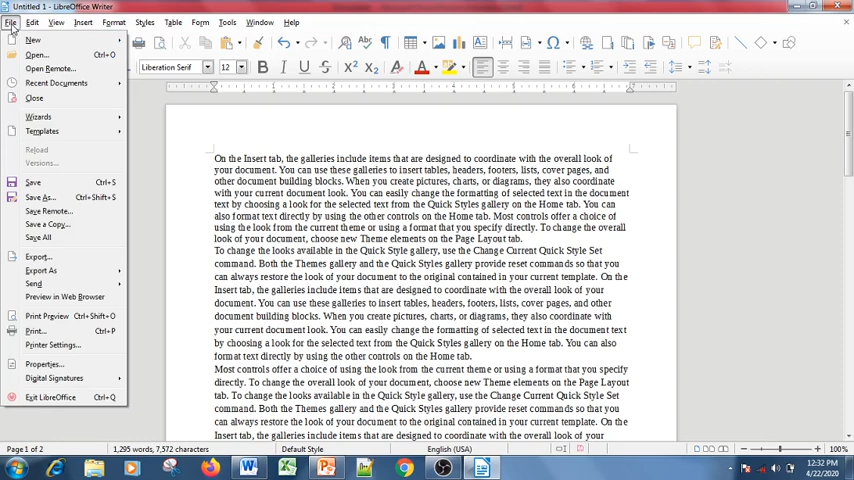 Untitled 1 - LibreOffice Writer
File Edit View Insert Format Styles Table Form Tools Window Help
New
Open... Ctrl+O
Open Remote...
Recent Documents
Close
Wizards
Templates
Reload
Versions...
Save Ctrl+S
Save As... Ctrl+Shift+S
Save Remote...
Save a Copy...
Save All
Export...
Export As
Send
Preview in Web Browser
Print Preview Ctrl+Shift+O
Print... Ctrl+P
Printer Settings...
Properties...
Digital Signatures
Exit LibreOffice Ctrl+Q
Liberation Serif 12
On the Insert tab, the galleries include items that are designed to coordinate with the overall look of
your document. You can use these galleries to insert tables, headers, footers, lists, cover pages, and
other document building blocks. When you create pictures, charts, or diagrams, they also coordinate
with your current document look. You can easily change the formatting of selected text in the document
text by choosing a look for the selected text from the Quick Styles gallery on the Home tab. You can
also format text directly by using the other controls on the Home tab. Most controls offer a choice of
using the look from the current theme or using a format that you specify directly. To change the overall
look of your document, choose new Theme elements on the Page Layout tab.
To change the looks available in the Quick Style gallery, use the Change Current Quick Style Set
command. Both the Themes gallery and the Quick Styles gallery provide reset commands so that you
can always restore the look of your document to the original contained in your current template. On the
Insert tab, the galleries include items that are designed to coordinate with the overall look of your
document. You can use these galleries to insert tables, headers, footers, lists, cover pages, and other
document building blocks. When you create pictures, charts, or diagrams, they also coordinate with
your current document look. You can easily change the formatting of selected text in the document text
by choosing a look for the selected text from the Quick Styles gallery on the Home tab. You can also
format text directly by using the other controls on the Home tab.
Most controls offer a choice of using the look from the current theme or using a format that you specify
directly. To change the overall look of your document, choose new Theme elements on the Page Layout
tab. To change the looks available in the Quick Style gallery, use the Change Current Quick Style Set
command. Both the Themes gallery and the Quick Styles gallery provide reset commands so that you
can always restore the look of your document to the original contained in your current template. On the
Insert tab, the galleries include items that are designed to coordinate with the overall look of your
Page 1 of 2 1,295 words, 7,572 characters Default Style English (USA) 100%
12:32 PM
4/22/2020